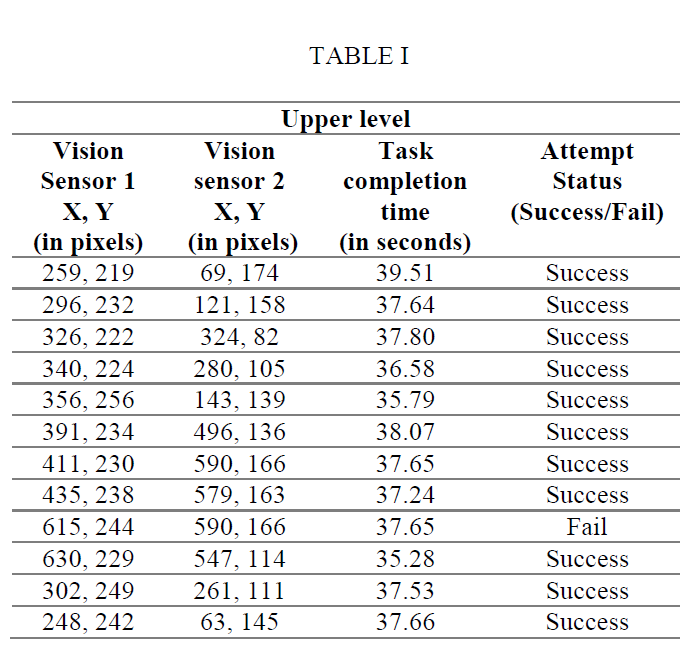 TABLE I
Upper level
Vision Sensor 1 X, Y (in pixels) Vision sensor 2 X, Y (in pixels) Task completion time (in seconds) Attempt Status (Success/Fail)
259, 219 69, 174 39.51 Success
296, 232 121, 158 37.64 Success
326, 222 324, 82 37.80 Success
340, 224 280, 105 36.58 Success
356, 256 143, 139 35.79 Success
391, 234 496, 136 38.07 Success
411, 230 590, 166 37.65 Success
435, 238 579, 163 37.24 Success
615, 244 590, 166 37.65 Fail
630, 229 547, 114 35.28 Success
302, 249 261, 111 37.53 Success
248, 242 63, 145 37.66 Success